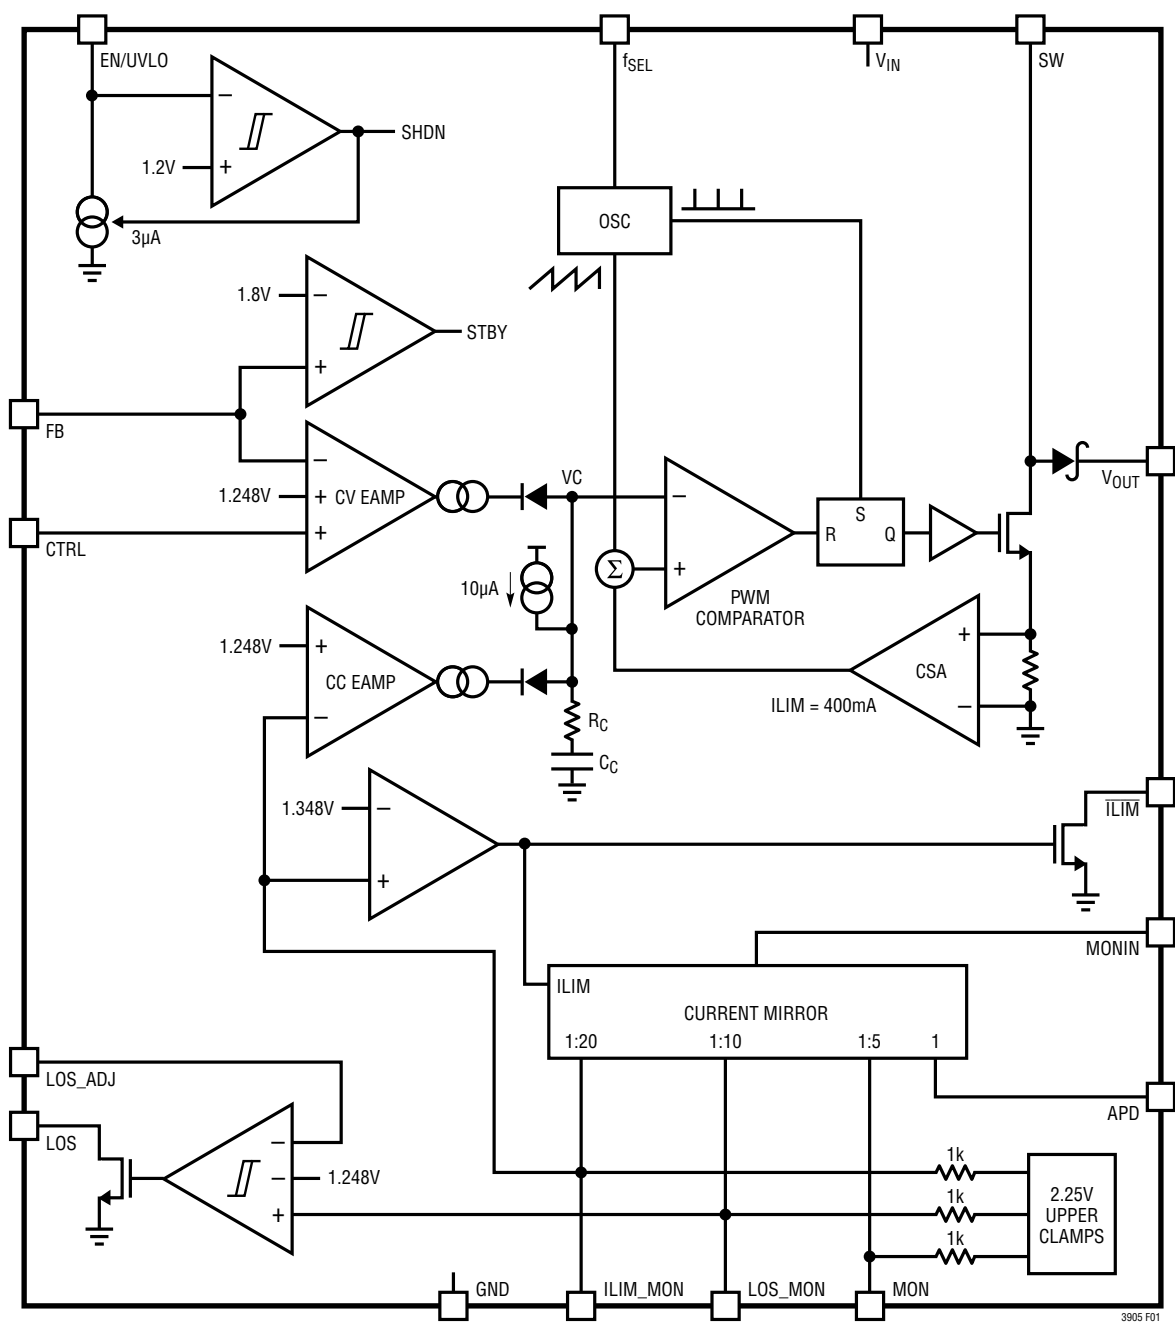 EN/UVLO
fSEL
VIN
SW
−
SHDN
1.2V
+
3µA
OSC
1.8V
−
STBY
+
FB
−
1.248V
+
CV EAMP
VC
CTRL
+
−
+
PWM
COMPARATOR
R
S
Q
VOUT
Σ
10µA
1.248V
+
CC EAMP
−
RC
CC
+
CSA
−
ILIM = 400mA
1.348V
−
+
ILIM
MONIN
ILIM
CURRENT MIRROR
1:20
1:10
1:5
1
APD
LOS_ADJ
LOS
−
−
1.248V
+
1k
1k
1k
2.25V
UPPER
CLAMPS
GND
ILIM_MON
LOS_MON
MON
3905 F01